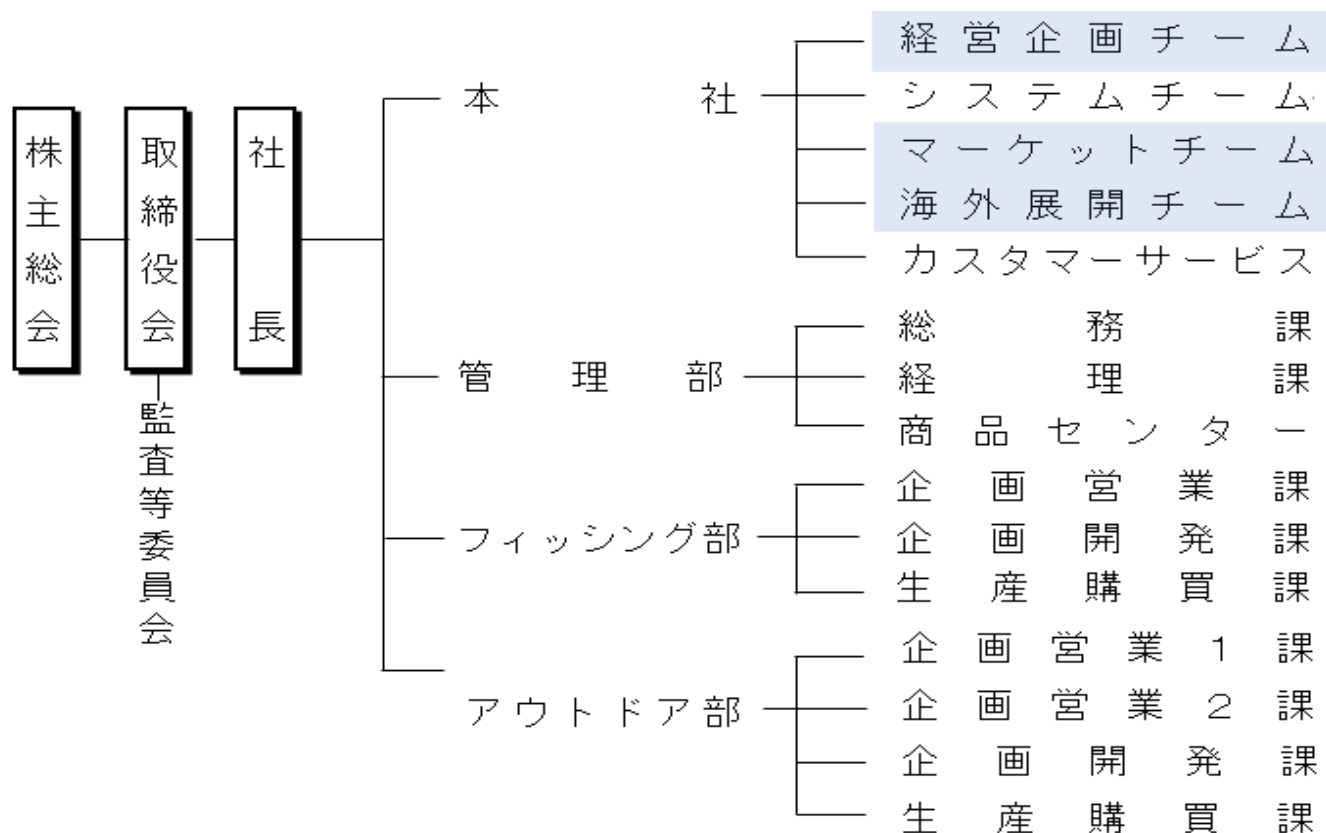 株主総会
取締役会
監査等委員会
社長
本社
経営企画チーム
システムチーム
マーケットチーム
海外展開チーム
カスタマーサービス
管理部
総務課
経理課
商品センター
フィッシング部
企画営業課
企画開発課
生産購買課
アウトドア部
企画営業1課
企画営業2課
企画開発課
生産購買課